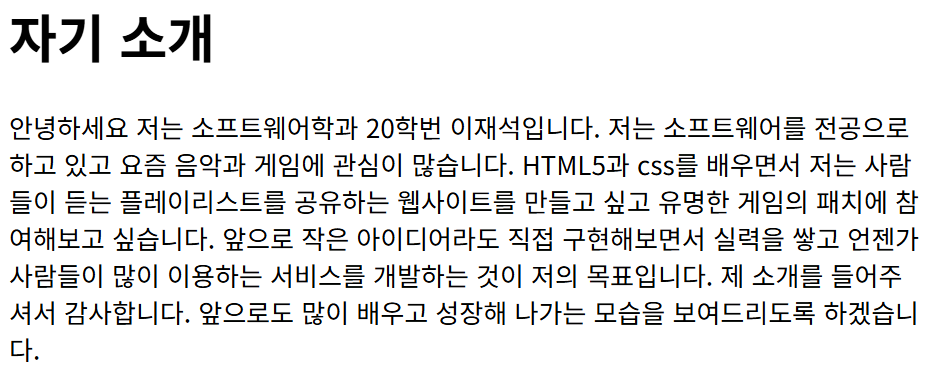 자기 소개
안녕하세요 저는 소프트웨어학과 20학번 이재석입니다. 저는 소프트웨어를 전공으로
하고 있고 요즘 음악과 게임에 관심이 많습니다. HTML5과 css를 배우면서 저는 사람
들이 듣는 플레이리스트를 공유하는 웹사이트를 만들고 싶고 유명한 게임의 패치에 참
여해보고 싶습니다. 앞으로 작은 아이디어라도 직접 구현해보면서 실력을 쌓고 언젠가
사람들이 많이 이용하는 서비스를 개발하는 것이 저의 목표입니다. 제 소개를 들어주
셔서 감사합니다. 앞으로도 많이 배우고 성장해 나가는 모습을 보여드리도록 하겠습니
다.